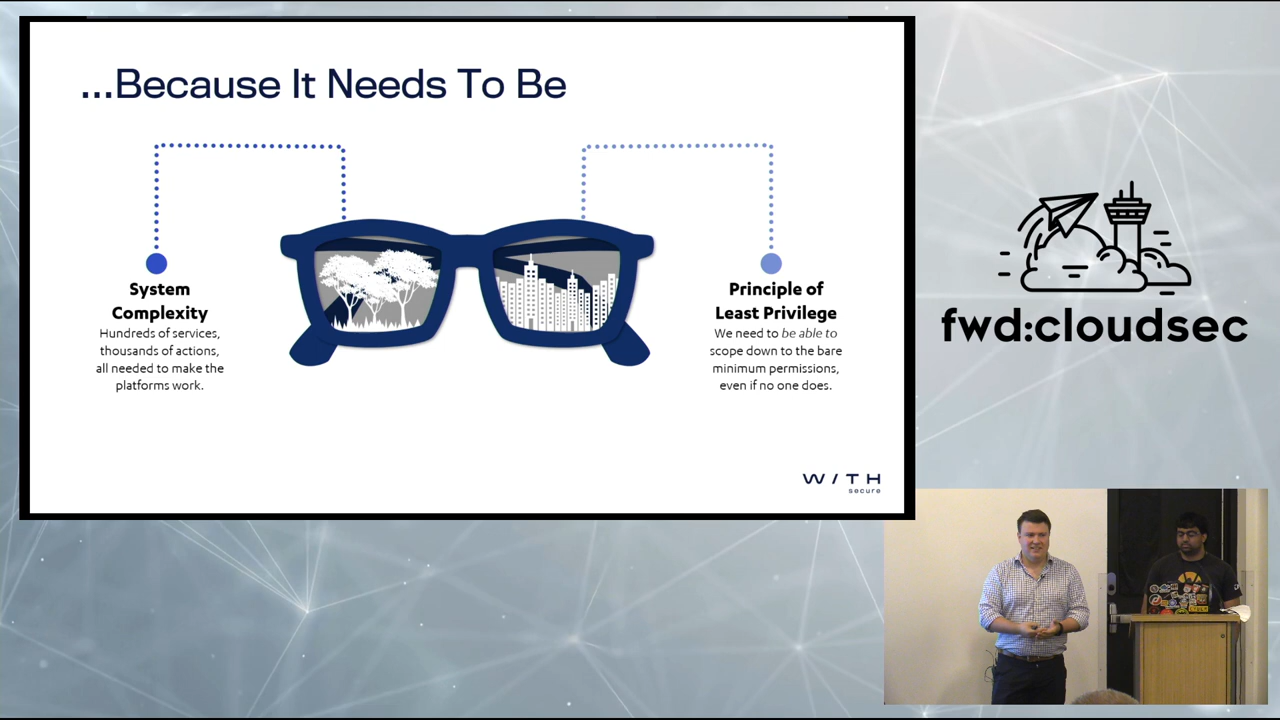 ...Because It Needs To Be
System
Complexity
Hundreds of services,
thousands of actions,
all needed to make the
platforms work.
Principle of
Least Privilege
We need to be able to
scope down to the bare
minimum permissions,
even if no one does.
W / T H
secure
fwd:cloudsec